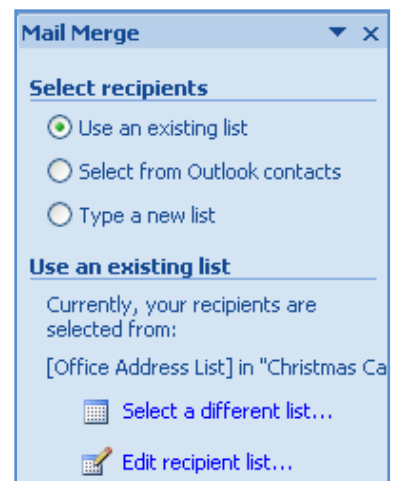 Mail Merge
Select recipients
Use an existing list
Select from Outlook contacts
Type a new list
Use an existing list
Currently, your recipients are
selected from:
[Office Address List] in "Christmas Ca
Select a different list...
Edit recipient list...